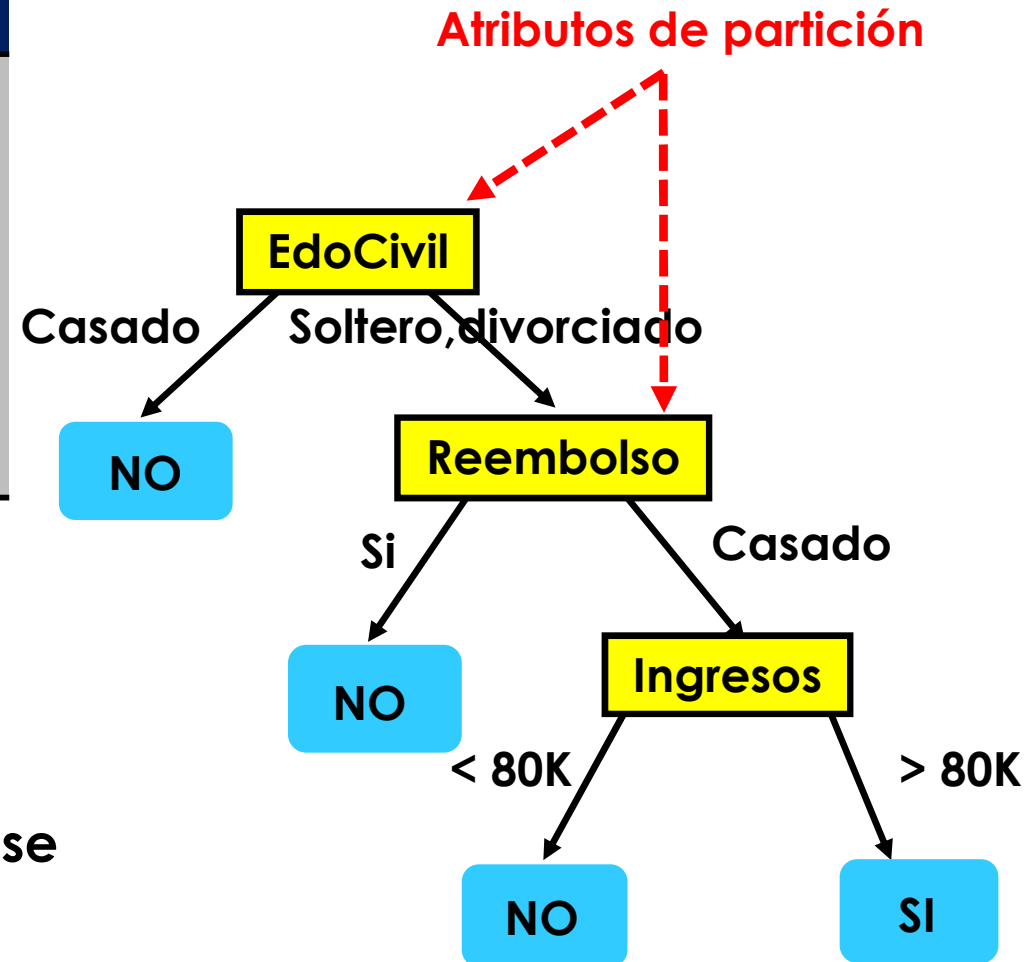 Atributos de partición
EdoCivil
Casado
Soltero,divorciado
NO
Reembolso
Si
Casado
NO
Ingresos
< 80K
> 80K
se
NO
SI